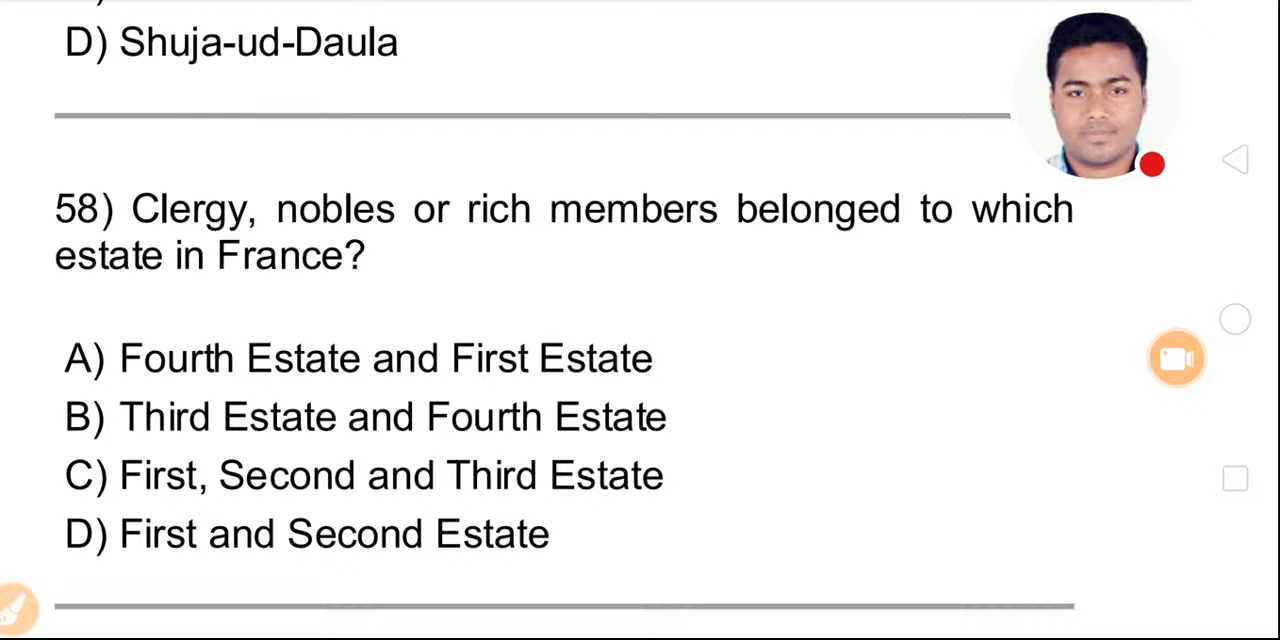 D) Shuja-ud-Daula
58) Clergy, nobles or rich members belonged to which
estate in France?
A) Fourth Estate and First Estate
B) Third Estate and Fourth Estate
C) First, Second and Third Estate
D) First and Second Estate